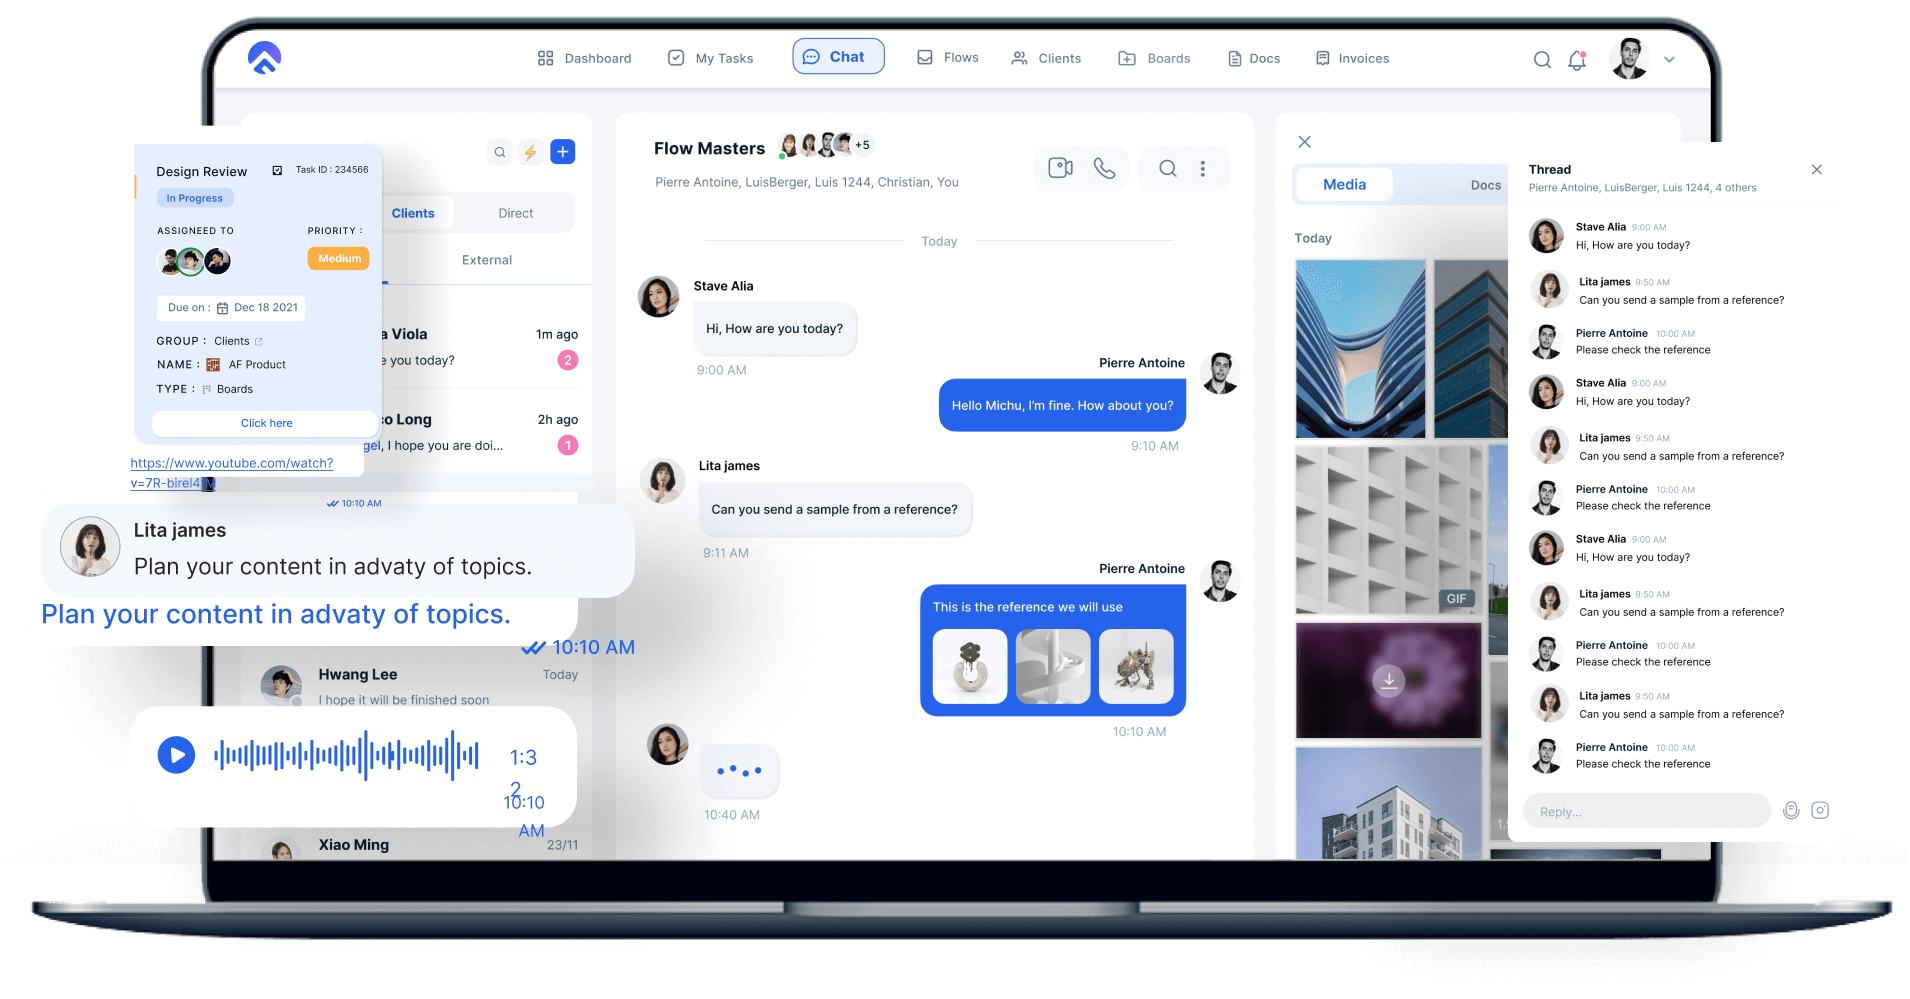 Dashboard
My Tasks
Chat
Flows
Clients
Boards
Docs
Invoices
Design Review
Task ID : 234566
In Progress
ASSIGNED TO
PRIORITY :
Medium
Due on :
Dec 18 2021
GROUP : Clients
NAME : AF Product
TYPE : Boards
Click here
https://www.youtube.com/watch?
v=7R-birel4
10:10 AM
Lita james
Plan your content in advaty of topics.
Plan your content in advaty of topics.
10:10 AM
Clients
Direct
External
a Viola
1m ago
e you today?
2
co Long
2h ago
gel, I hope you are doi...
1
Hwang Lee
Today
I hope it will be finished soon
1:3
2
10:10
AM
Xiao Ming
23/11
Flow Masters
+5
Pierre Antoine, LuisBerger, Luis 1244, Christian, You
Today
Stave Alia
Hi, How are you today?
9:00 AM
Pierre Antoine
Hello Michu, I'm fine. How about you?
9:10 AM
Lita james
Can you send a sample from a reference?
9:11 AM
Pierre Antoine
This is the reference we will use
10:10 AM
10:40 AM
Media
Docs
Today
GIF
1.
Thread
Pierre Antoine, LuisBerger, Luis 1244, 4 others
Stave Alia 9:00 AM
Hi, How are you today?
Lita james 9:50 AM
Can you send a sample from a reference?
Pierre Antoine 10:00 AM
Please check the reference
Stave Alia 9:00 AM
Hi, How are you today?
Lita james 9:50 AM
Can you send a sample from a reference?
Pierre Antoine 10:00 AM
Please check the reference
Stave Alia 9:00 AM
Hi, How are you today?
Lita james 9:50 AM
Can you send a sample from a reference?
Pierre Antoine 10:00 AM
Please check the reference
Lita james 9:50 AM
Can you send a sample from a reference?
Pierre Antoine 10:00 AM
Please check the reference
Reply...